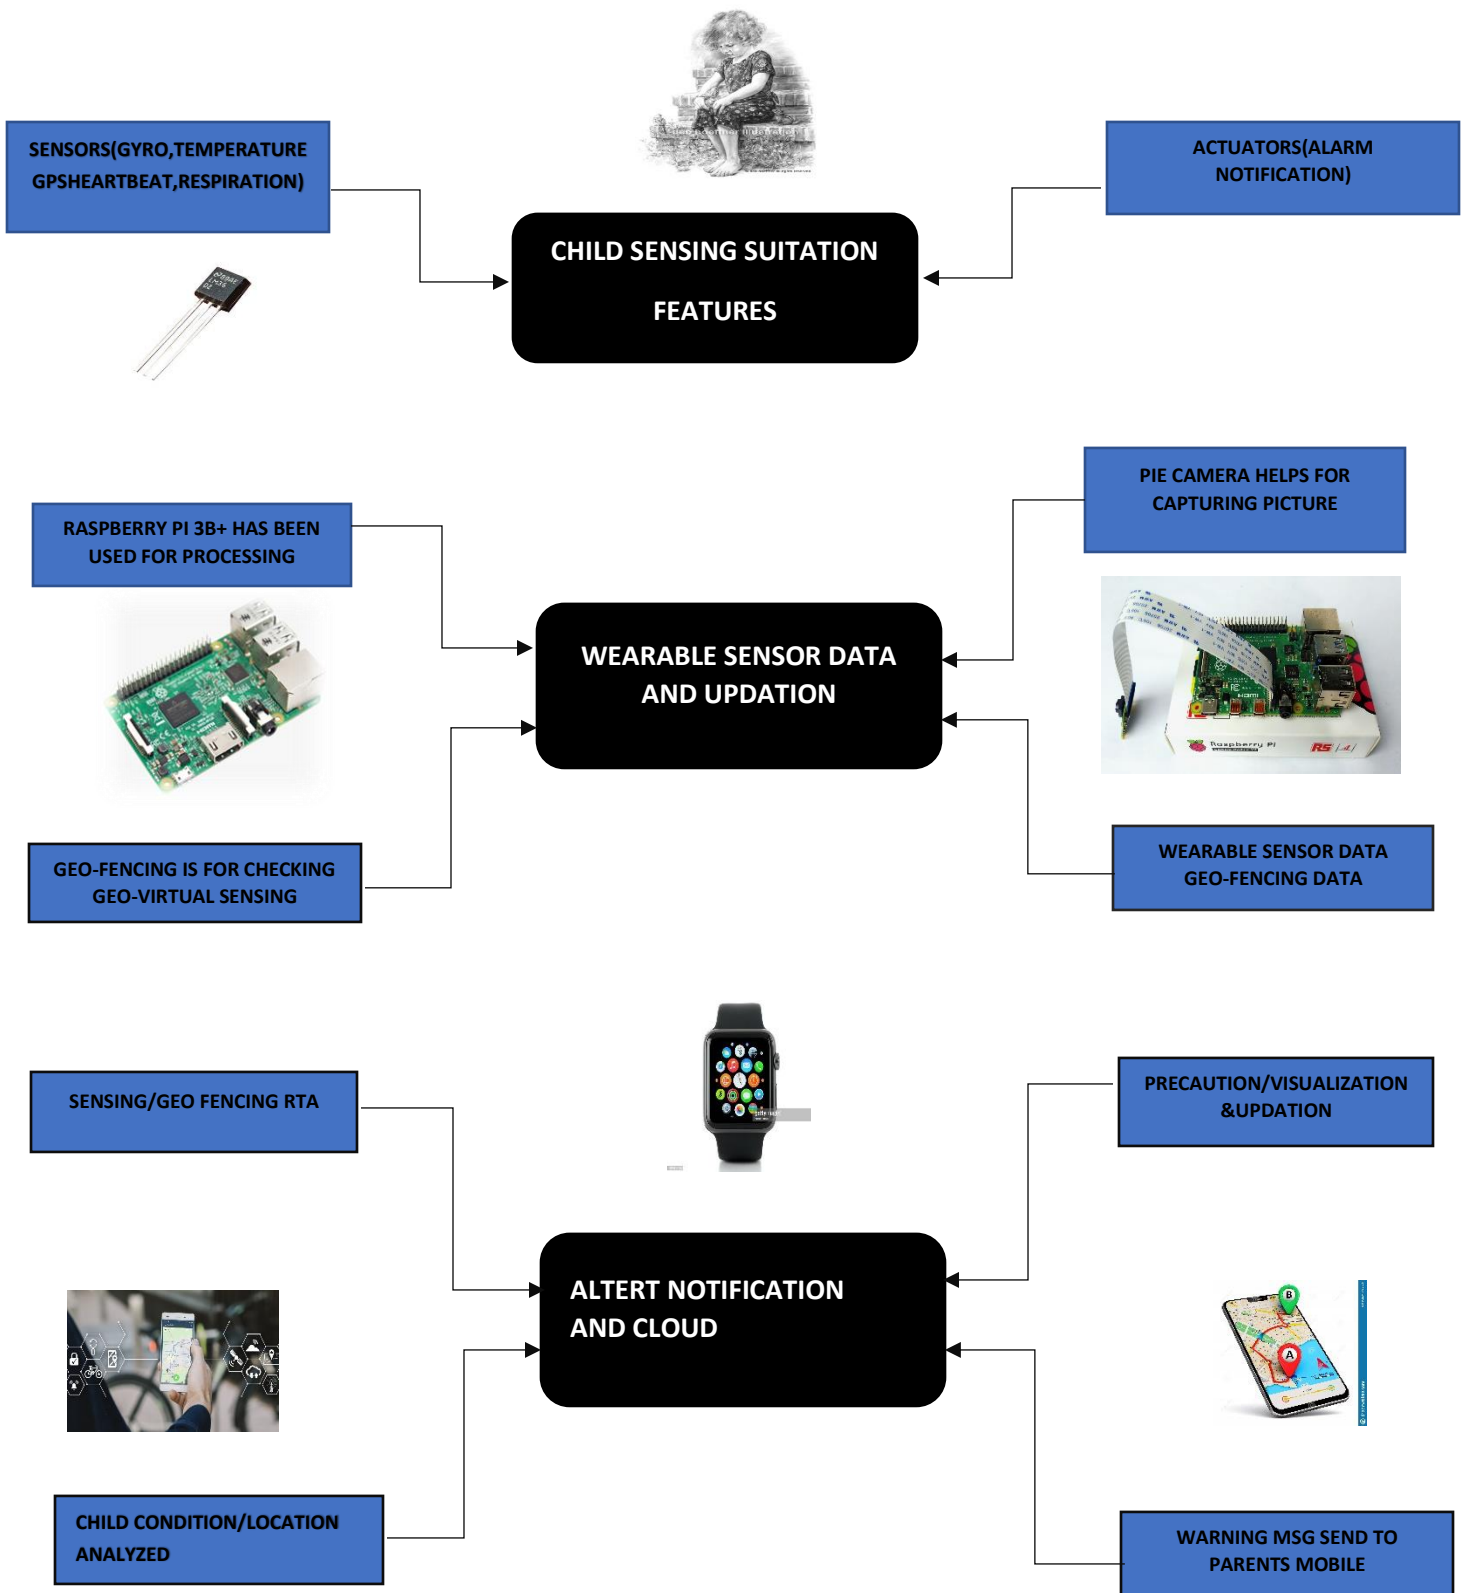 SENSORS(GYRO,TEMPERATURE
GPSHEARTBEAT,RESPIRATION)
ACTUATORS(ALARM
NOTIFICATION)
CHILD SENSING SUITATION
FEATURES
LM36
DZ
RASPBERRY PI 3B+ HAS BEEN
USED FOR PROCESSING
PIE CAMERA HELPS FOR
CAPTURING PICTURE
WEARABLE SENSOR DATA
AND UPDATION
HDMI
Raspberry Pi
RS
GEO-FENCING IS FOR CHECKING
GEO-VIRTUAL SENSING
WEARABLE SENSOR DATA
GEO-FENCING DATA
SENSING/GEO FENCING RTA
PRECAUTION/VISUALIZATION
&UPDATION
ALTERT NOTIFICATION
AND CLOUD
B
A
CHILD CONDITION/LOCATION
ANALYZED
WARNING MSG SEND TO
PARENTS MOBILE